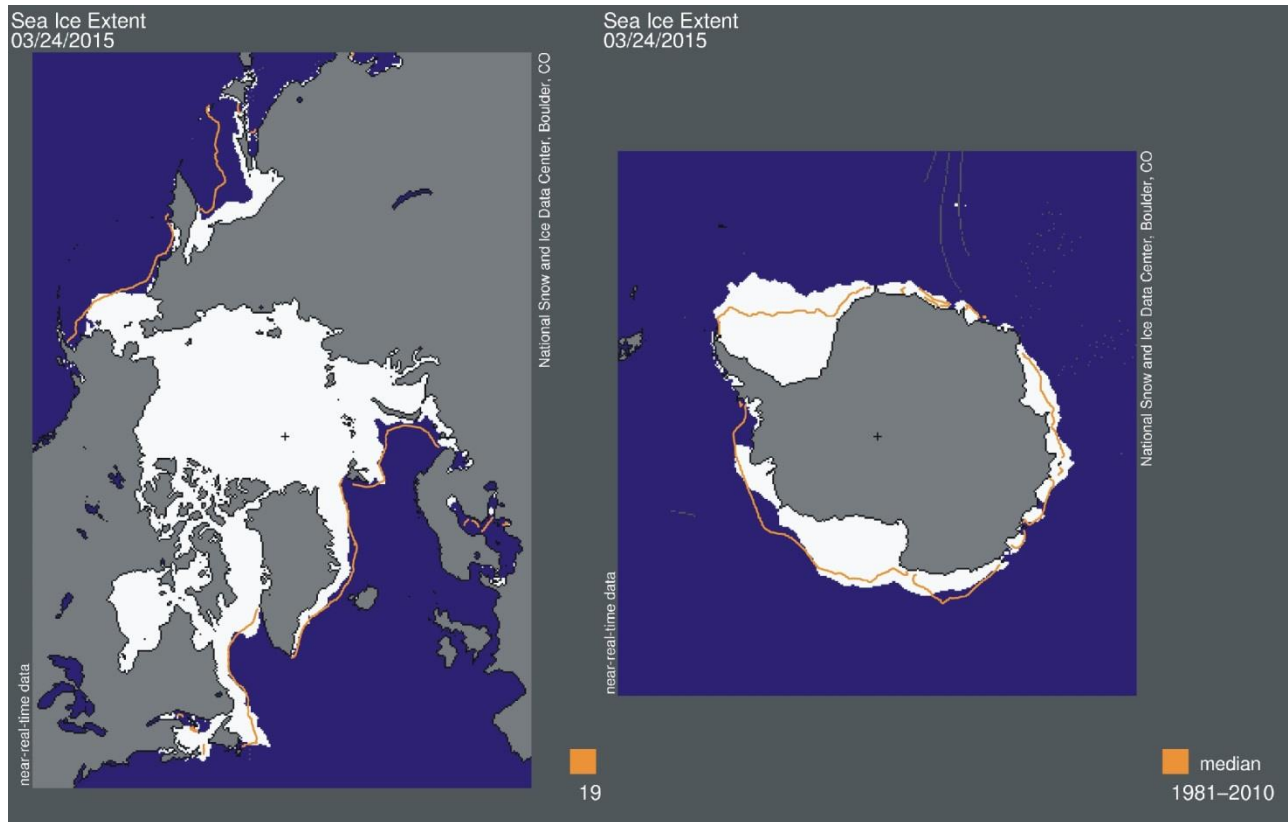 Sea Ice Extent
03/24/2015
National Snow and Ice Data Center, Boulder, CO
near-real-time data
19
Sea Ice Extent
03/24/2015
National Snow and Ice Data Center, Boulder, CO
near-real-time data
median
1981–2010